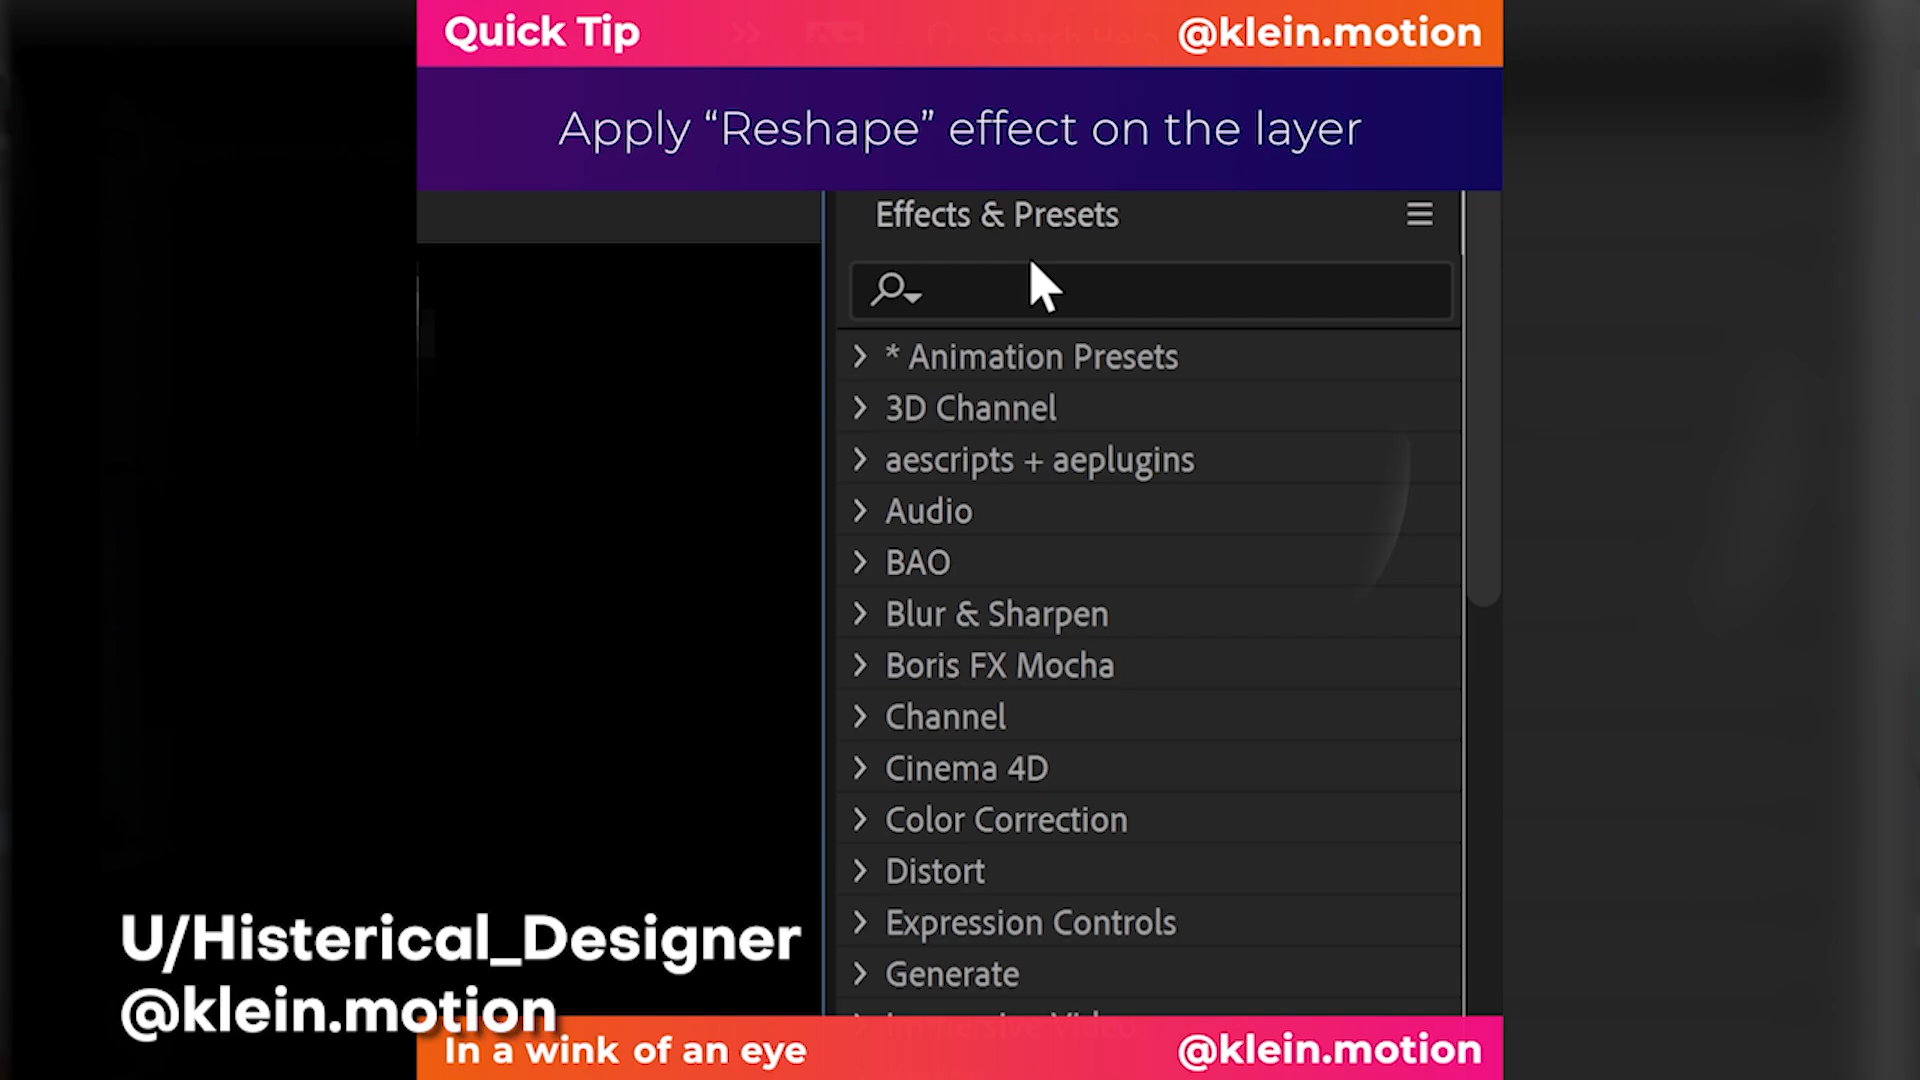 Quick Tip
@klein.motion
Apply “Reshape” effect on the layer
Effects & Presets
* Animation Presets
3D Channel
aescripts + aeplugins
Audio
BAO
Blur & Sharpen
Boris FX Mocha
Channel
Cinema 4D
Color Correction
Distort
Expression Controls
Generate
U/Histerical_Designer
@klein.motion
In a wink of an eye
@klein.motion